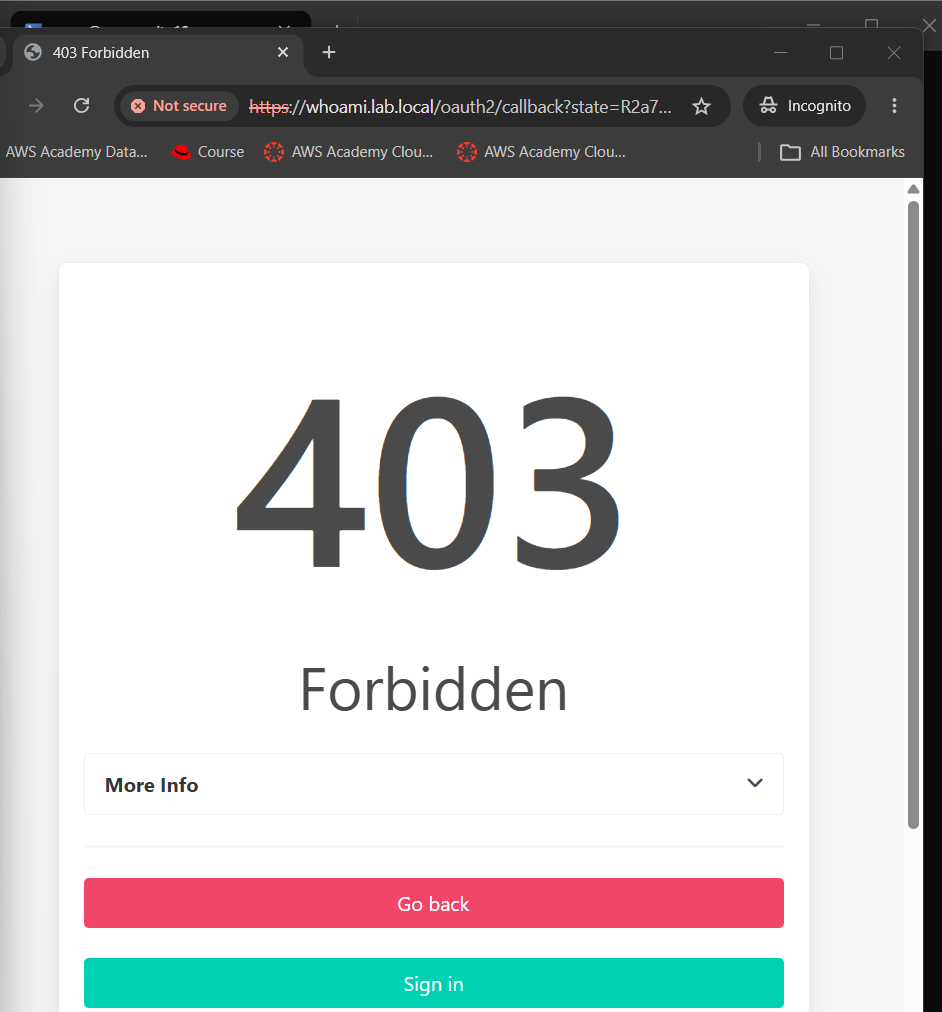 403 Forbidden
Not secure
https://whoami.lab.local/oauth2/callback?state=R2a7...
Incognito
AWS Academy Data...
Course
AWS Academy Clou...
AWS Academy Clou...
All Bookmarks
403
Forbidden
More Info
Go back
Sign in